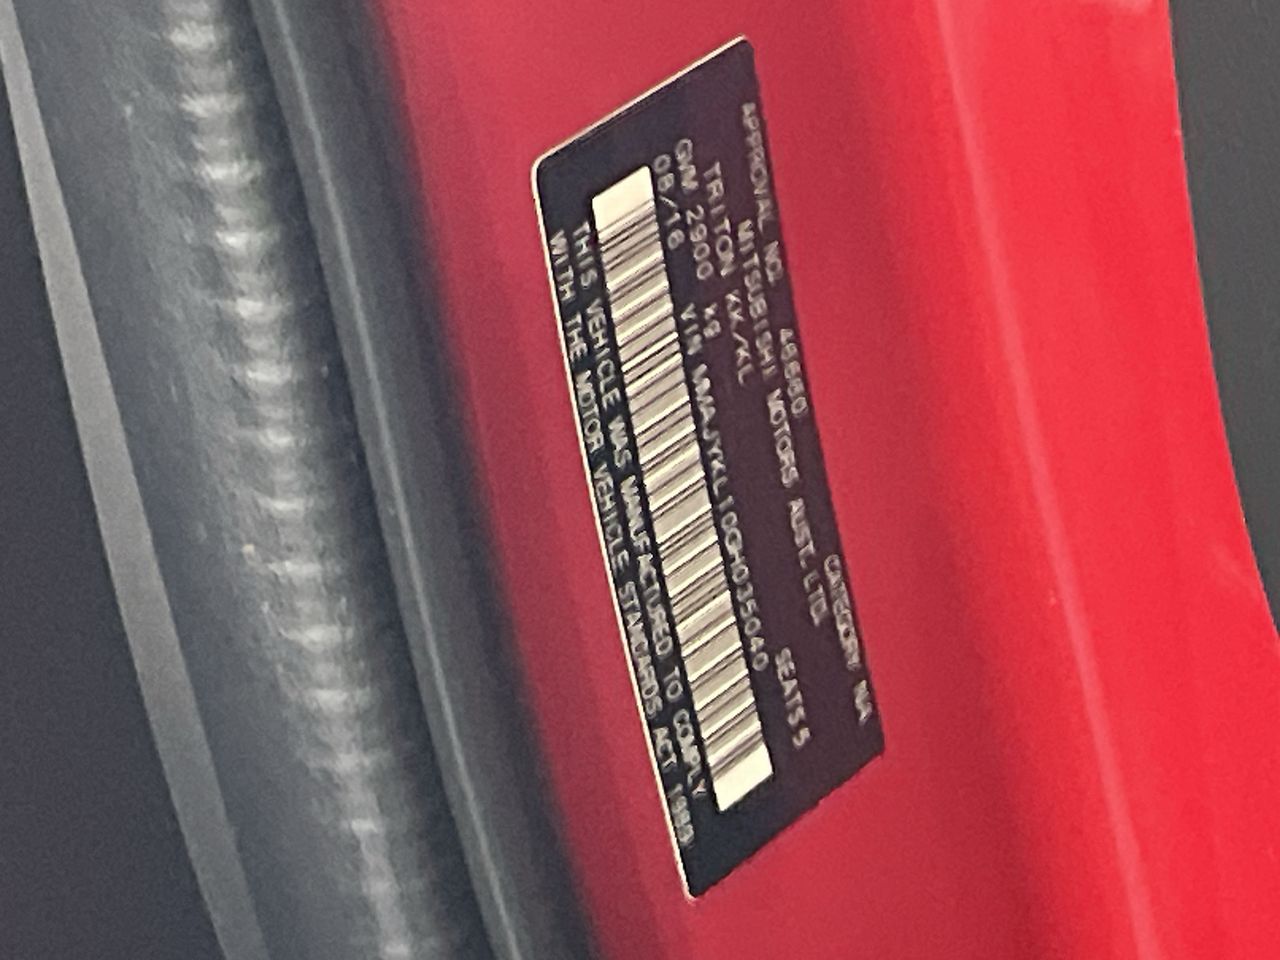 APPROVAL NO. 49880 CATEGORY NA
MITSUBISHI MOTORS AUST. LTD.
TRITON KK/KL SEATS 5
GVM 2900 kg VIN MMAJYKL10GH035040
08/16
THIS VEHICLE WAS MANUFACTURED TO COMPLY
WITH THE MOTOR VEHICLE STANDARDS ACT 1989.